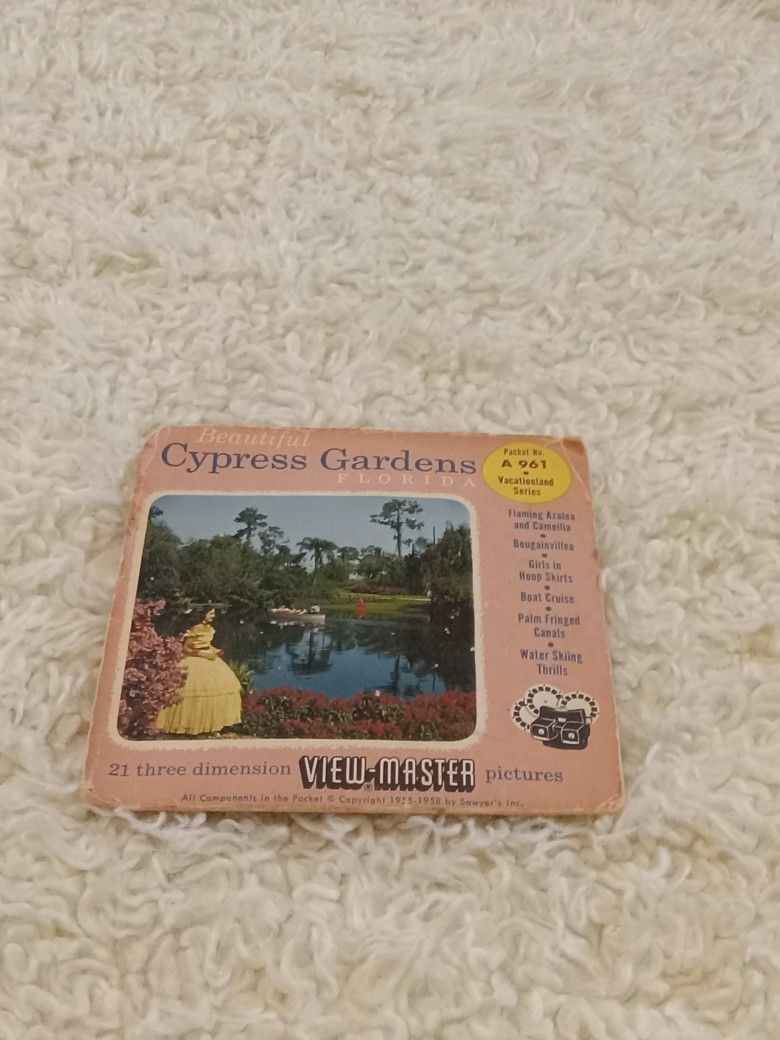 Beautiful
Cypress Gardens
FLORIDA
Packet No.
A 961
•
Vacationland
Series
Flaming Azalea
and Camellia
•
Bougainvillea
•
Girls in
Hoop Skirts
•
Boat Cruise
•
Palm Fringed
Canals
•
Water Skiing
Thrills
21 three dimension VIEW-MASTER® pictures
All Components in the Packet © Copyright 1955-1958 by Sawyer's Inc.